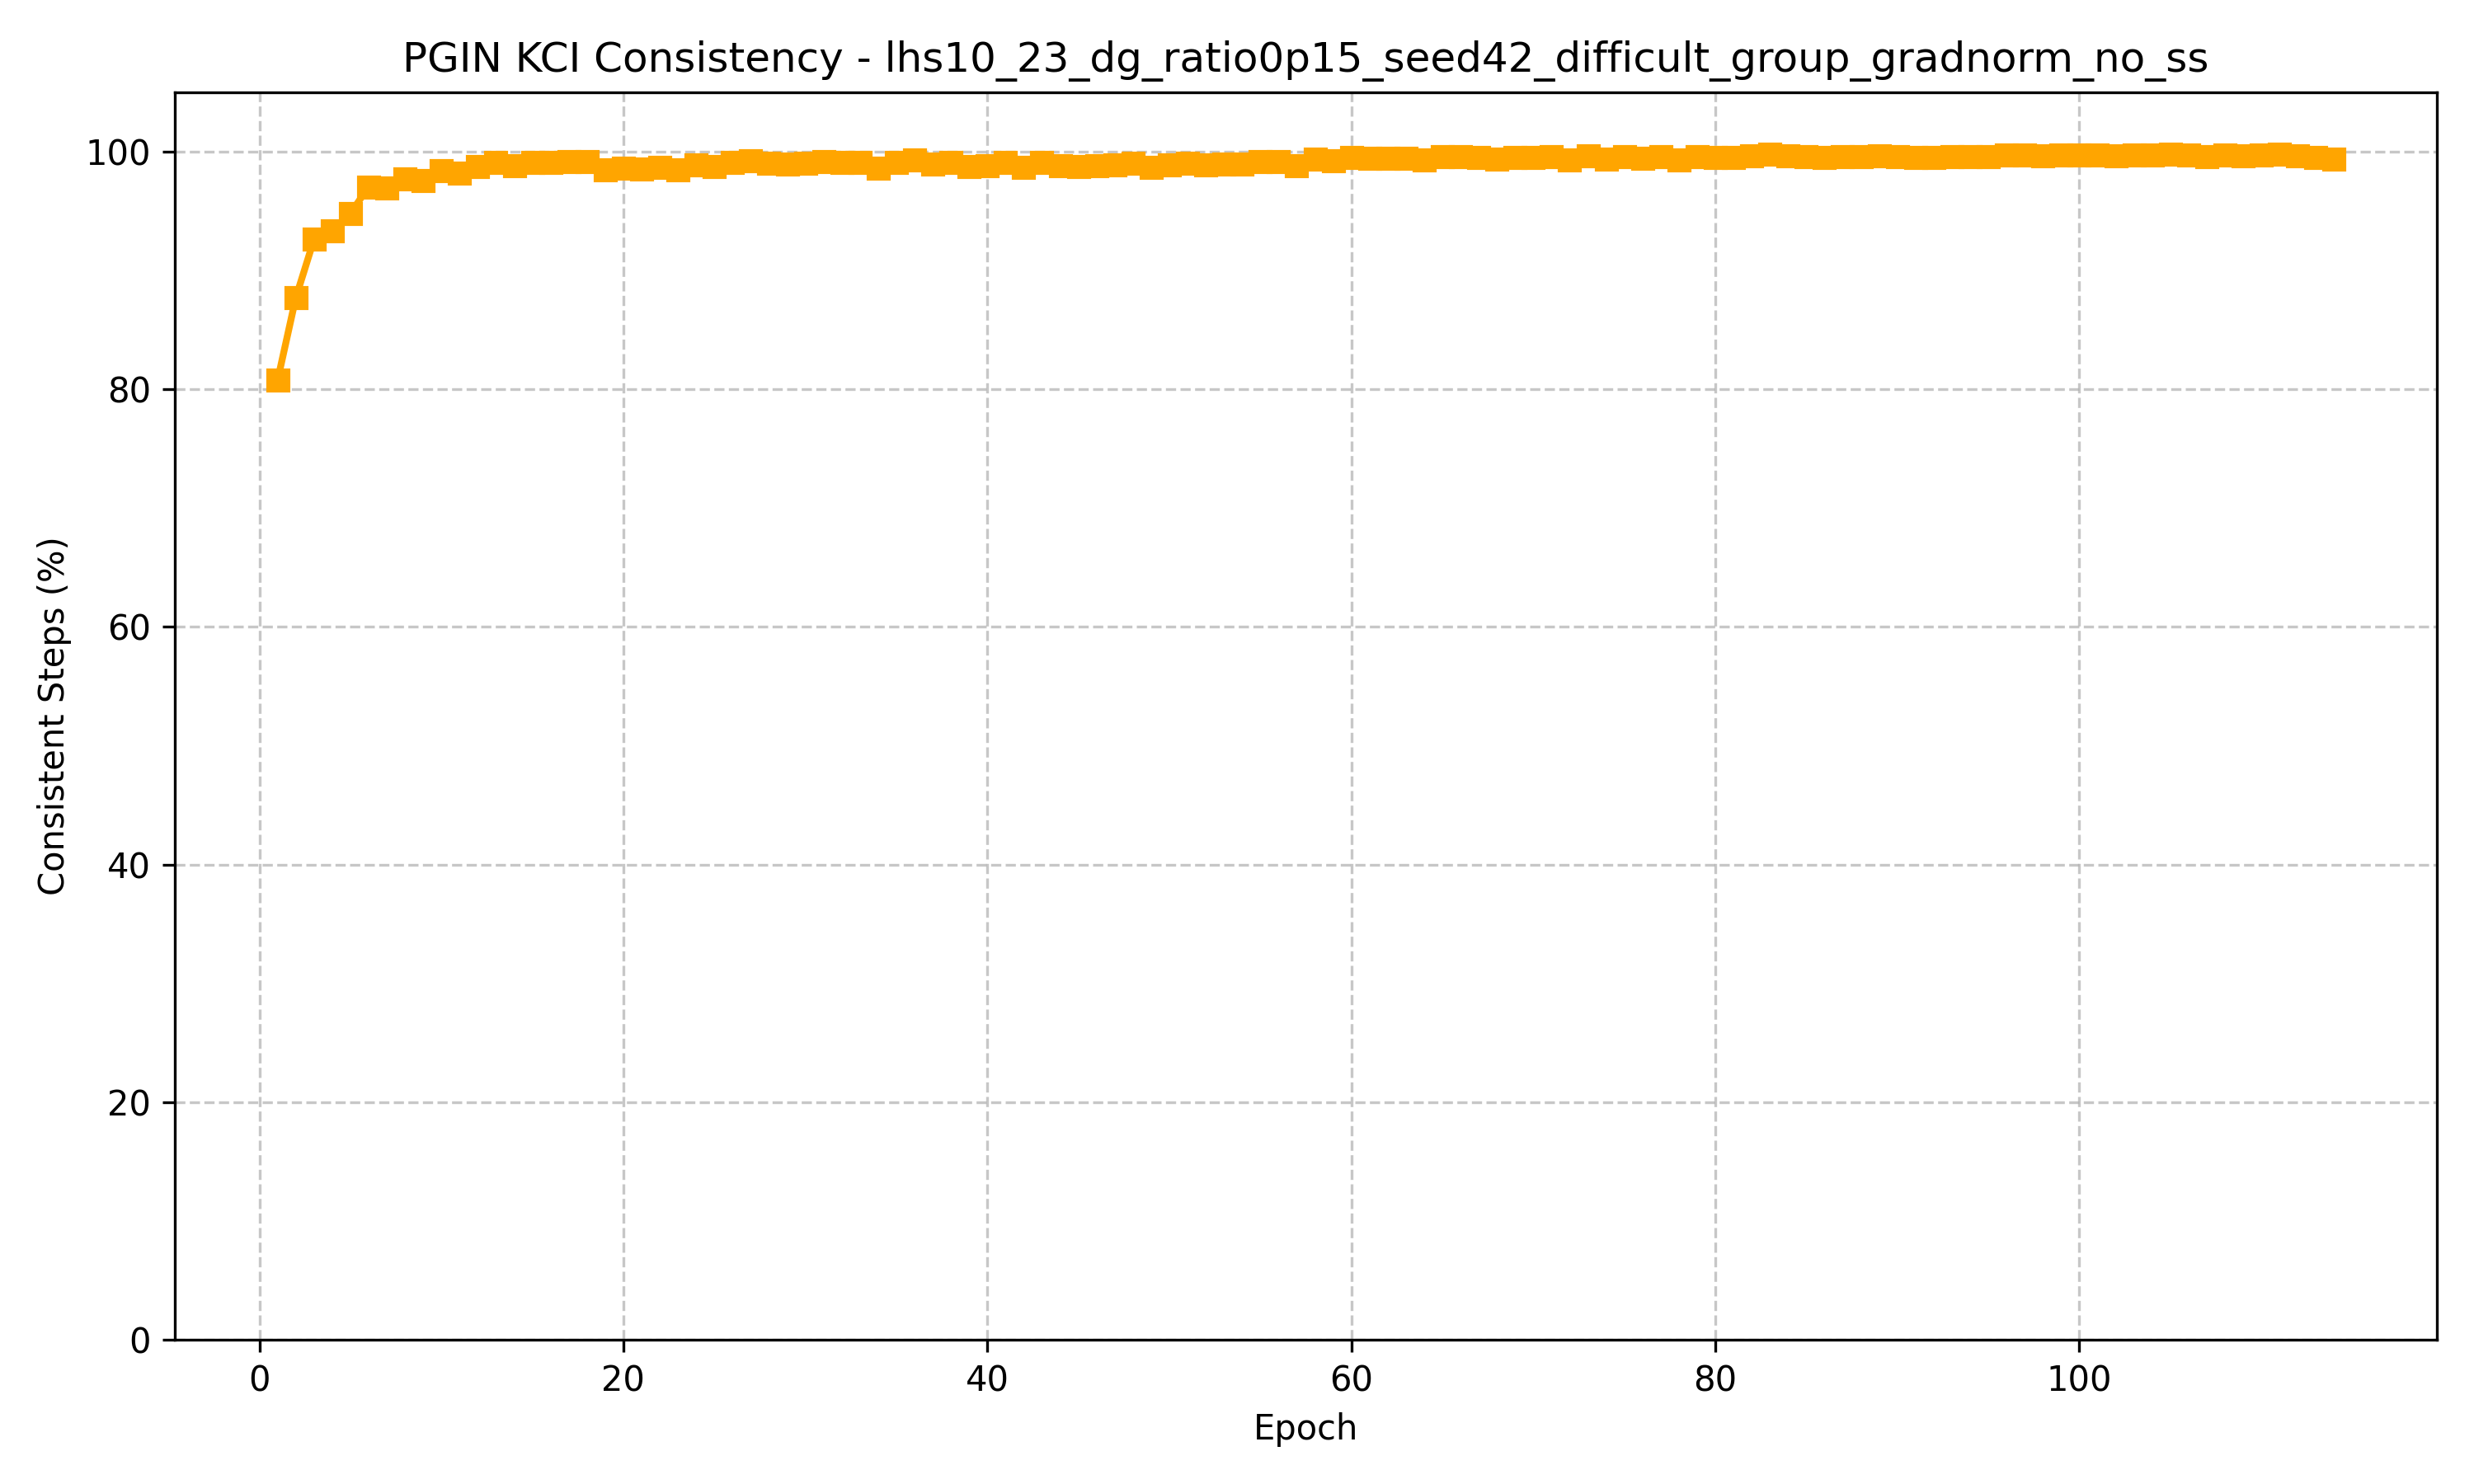 PGIN KCI Consistency - lhs10_23_dg_ratio0p15_seed42_difficult_group_gradnorm_no_ss
Consistent Steps (%)
100
80
60
40
20
0
0 20 40 60 80 100
Epoch